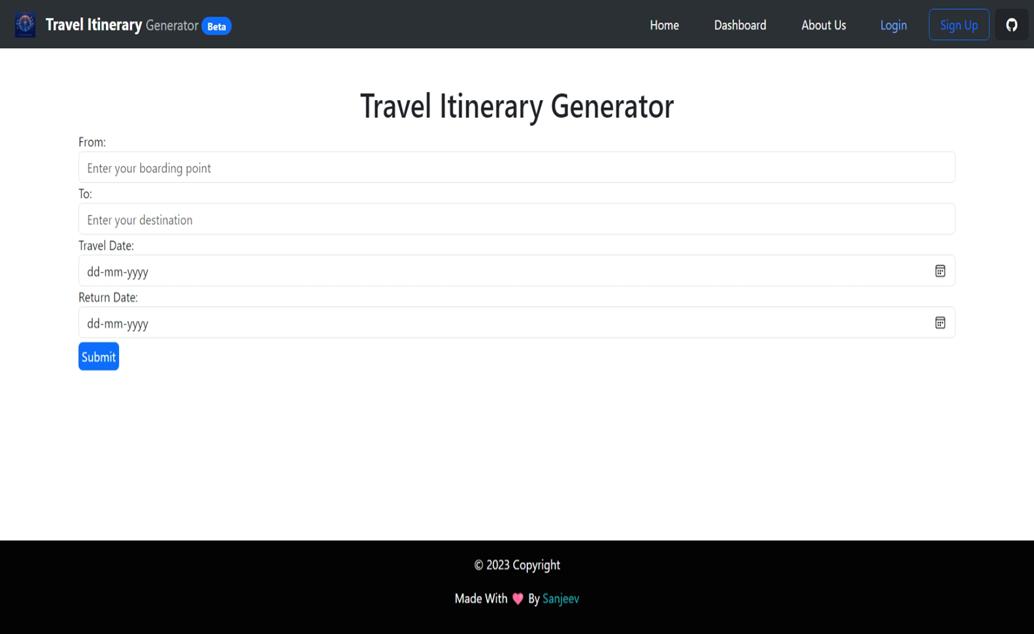 Travel Itinerary Generator Beta Home Dashboard About Us Login Sign Up
Travel Itinerary Generator
From:
Enter your boarding point
To:
Enter your destination
Travel Date:
dd-mm-yyyy
Return Date:
dd-mm-yyyy
Submit
© 2023 Copyright
Made With ❤ By Sanjeev